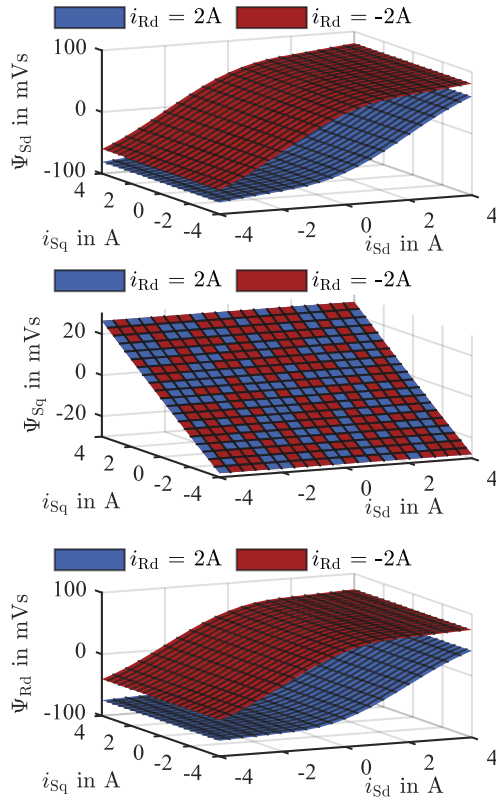 i_Rd = 2A i_Rd = -2A
100
0
-100
Ψ_Sd in mVs
4 2 0 -2 -4
i_Sq in A
-4 -2 0 2 4
i_Sd in A
i_Rd = 2A i_Rd = -2A
20
0
-20
Ψ_Sq in mVs
4 2 0 -2 -4
i_Sq in A
-4 -2 0 2 4
i_Sd in A
i_Rd = 2A i_Rd = -2A
100
0
-100
Ψ_Rd in mVs
4 2 0 -2 -4
i_Sq in A
-4 -2 0 2 4
i_Sd in A